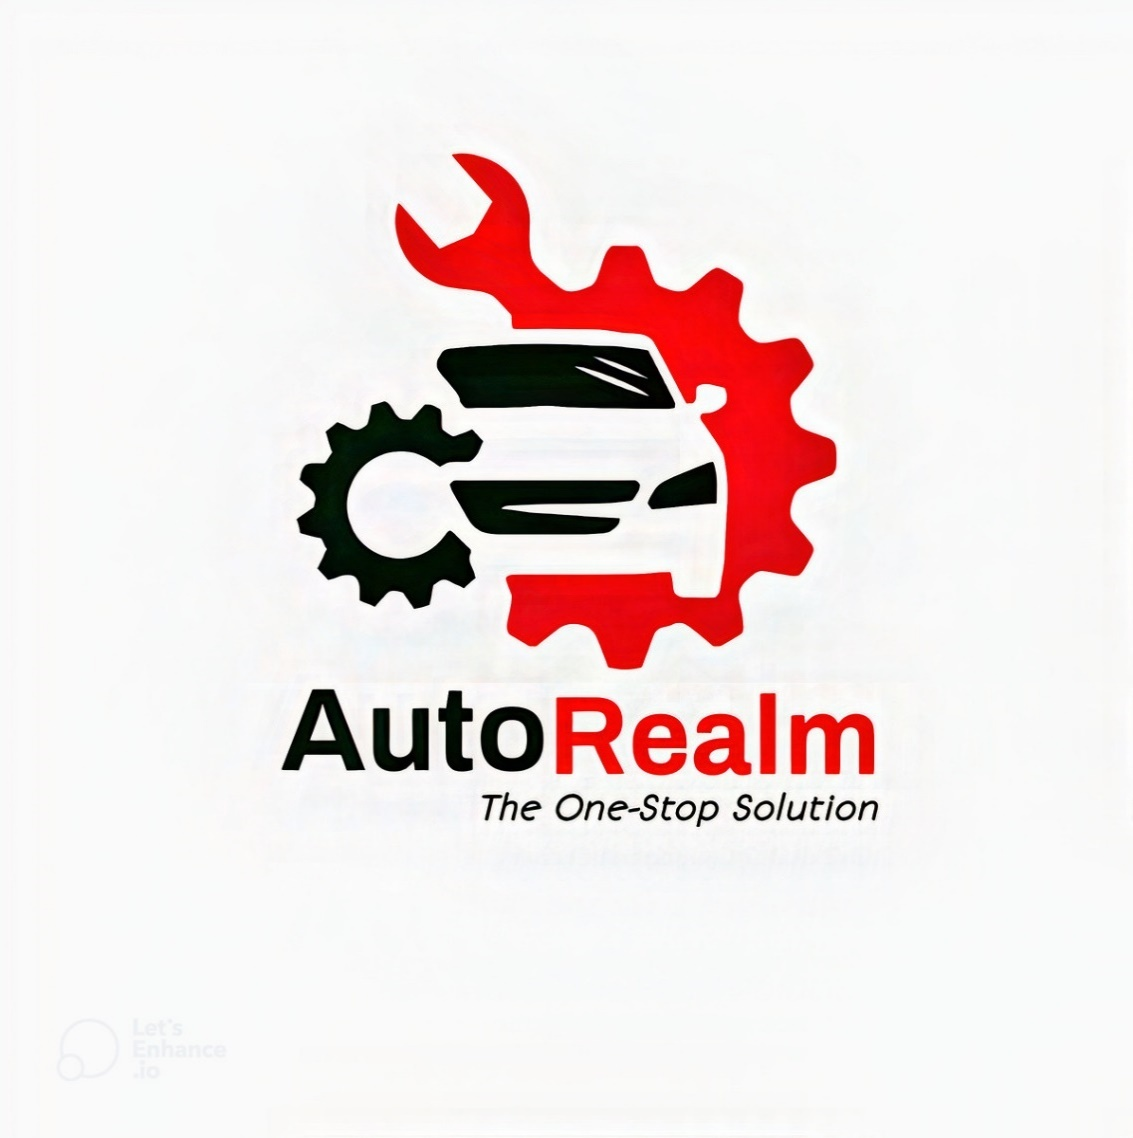 AutoRealm
The One-Stop Solution
Let's
Enhance
.io